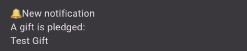 🔔New notification
A gift is pledged:
Test Gift